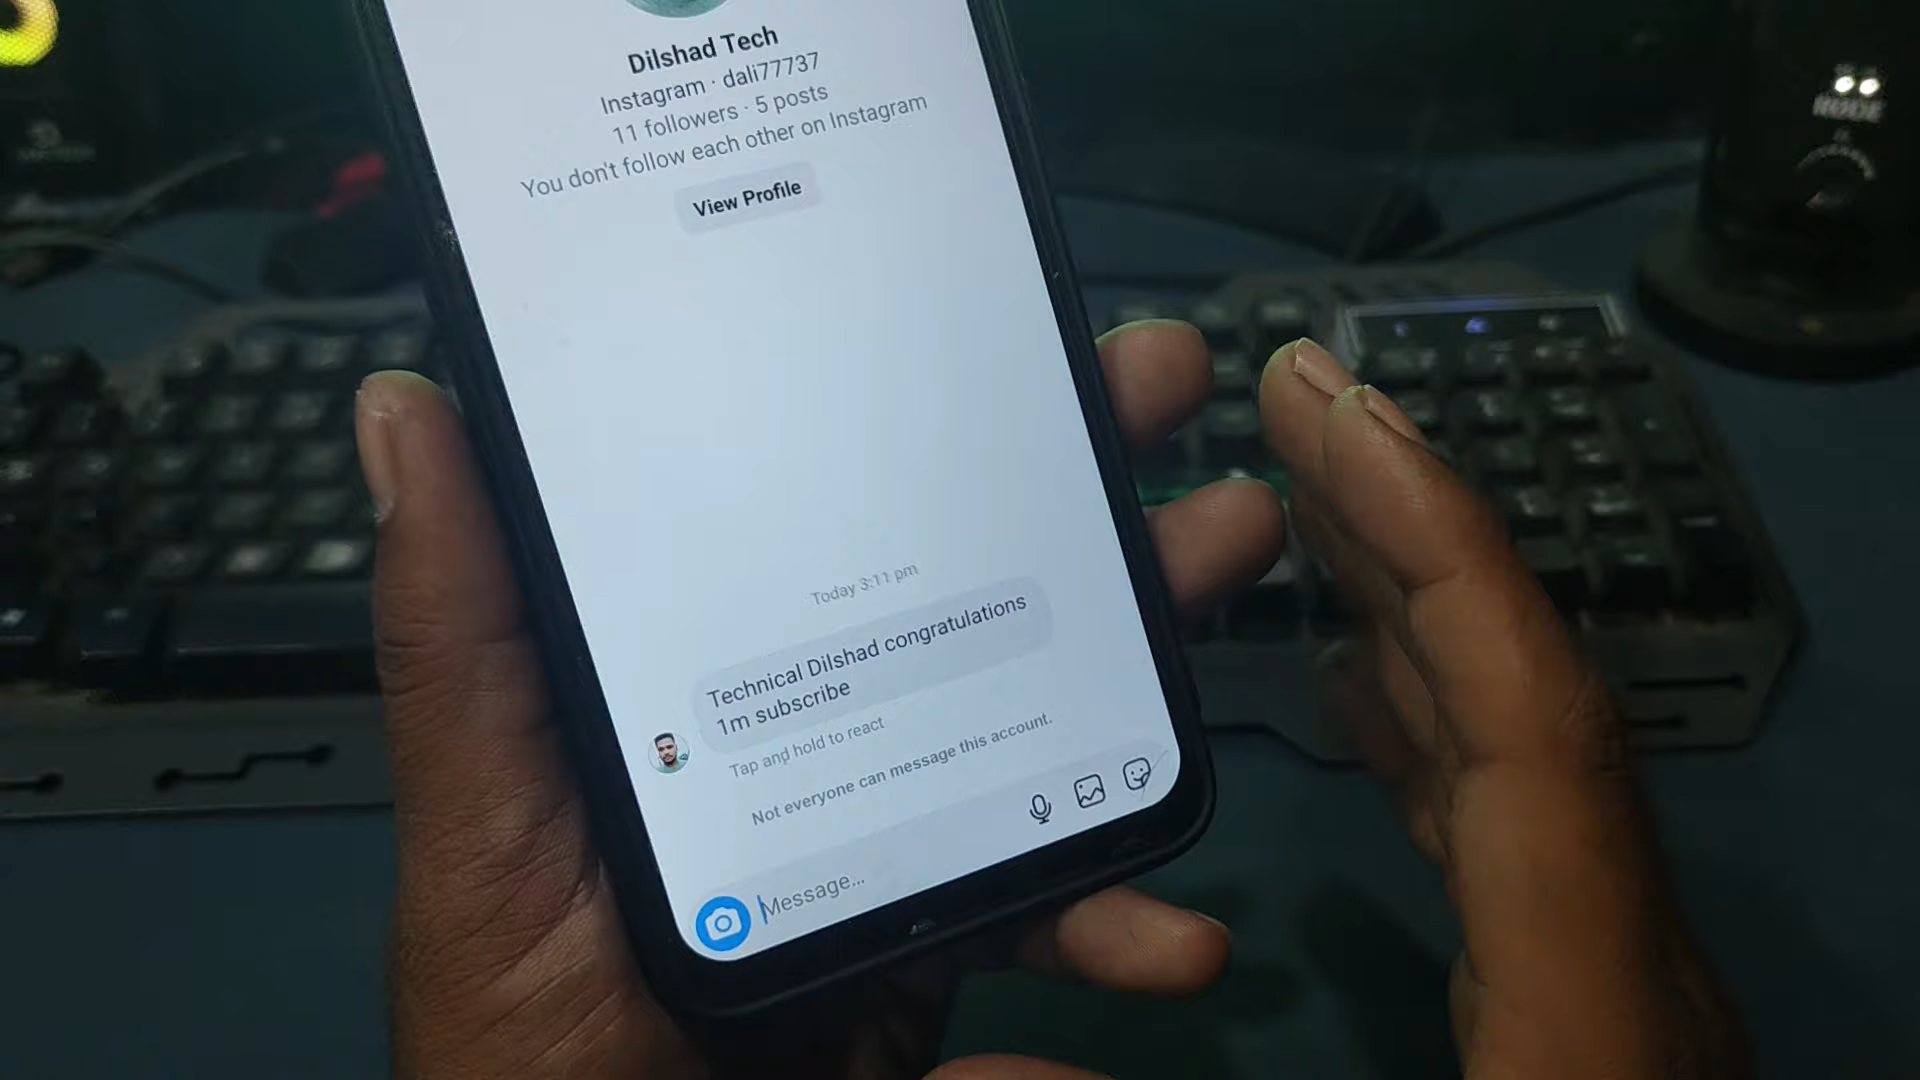 Dilshad Tech
Instagram · dali77737
11 followers · 5 posts
You don't follow each other on Instagram
View Profile
Today 3:11 pm
Technical Dilshad congratulations
1m subscribe
Tap and hold to react
Not everyone can message this account.
Message...
RODE